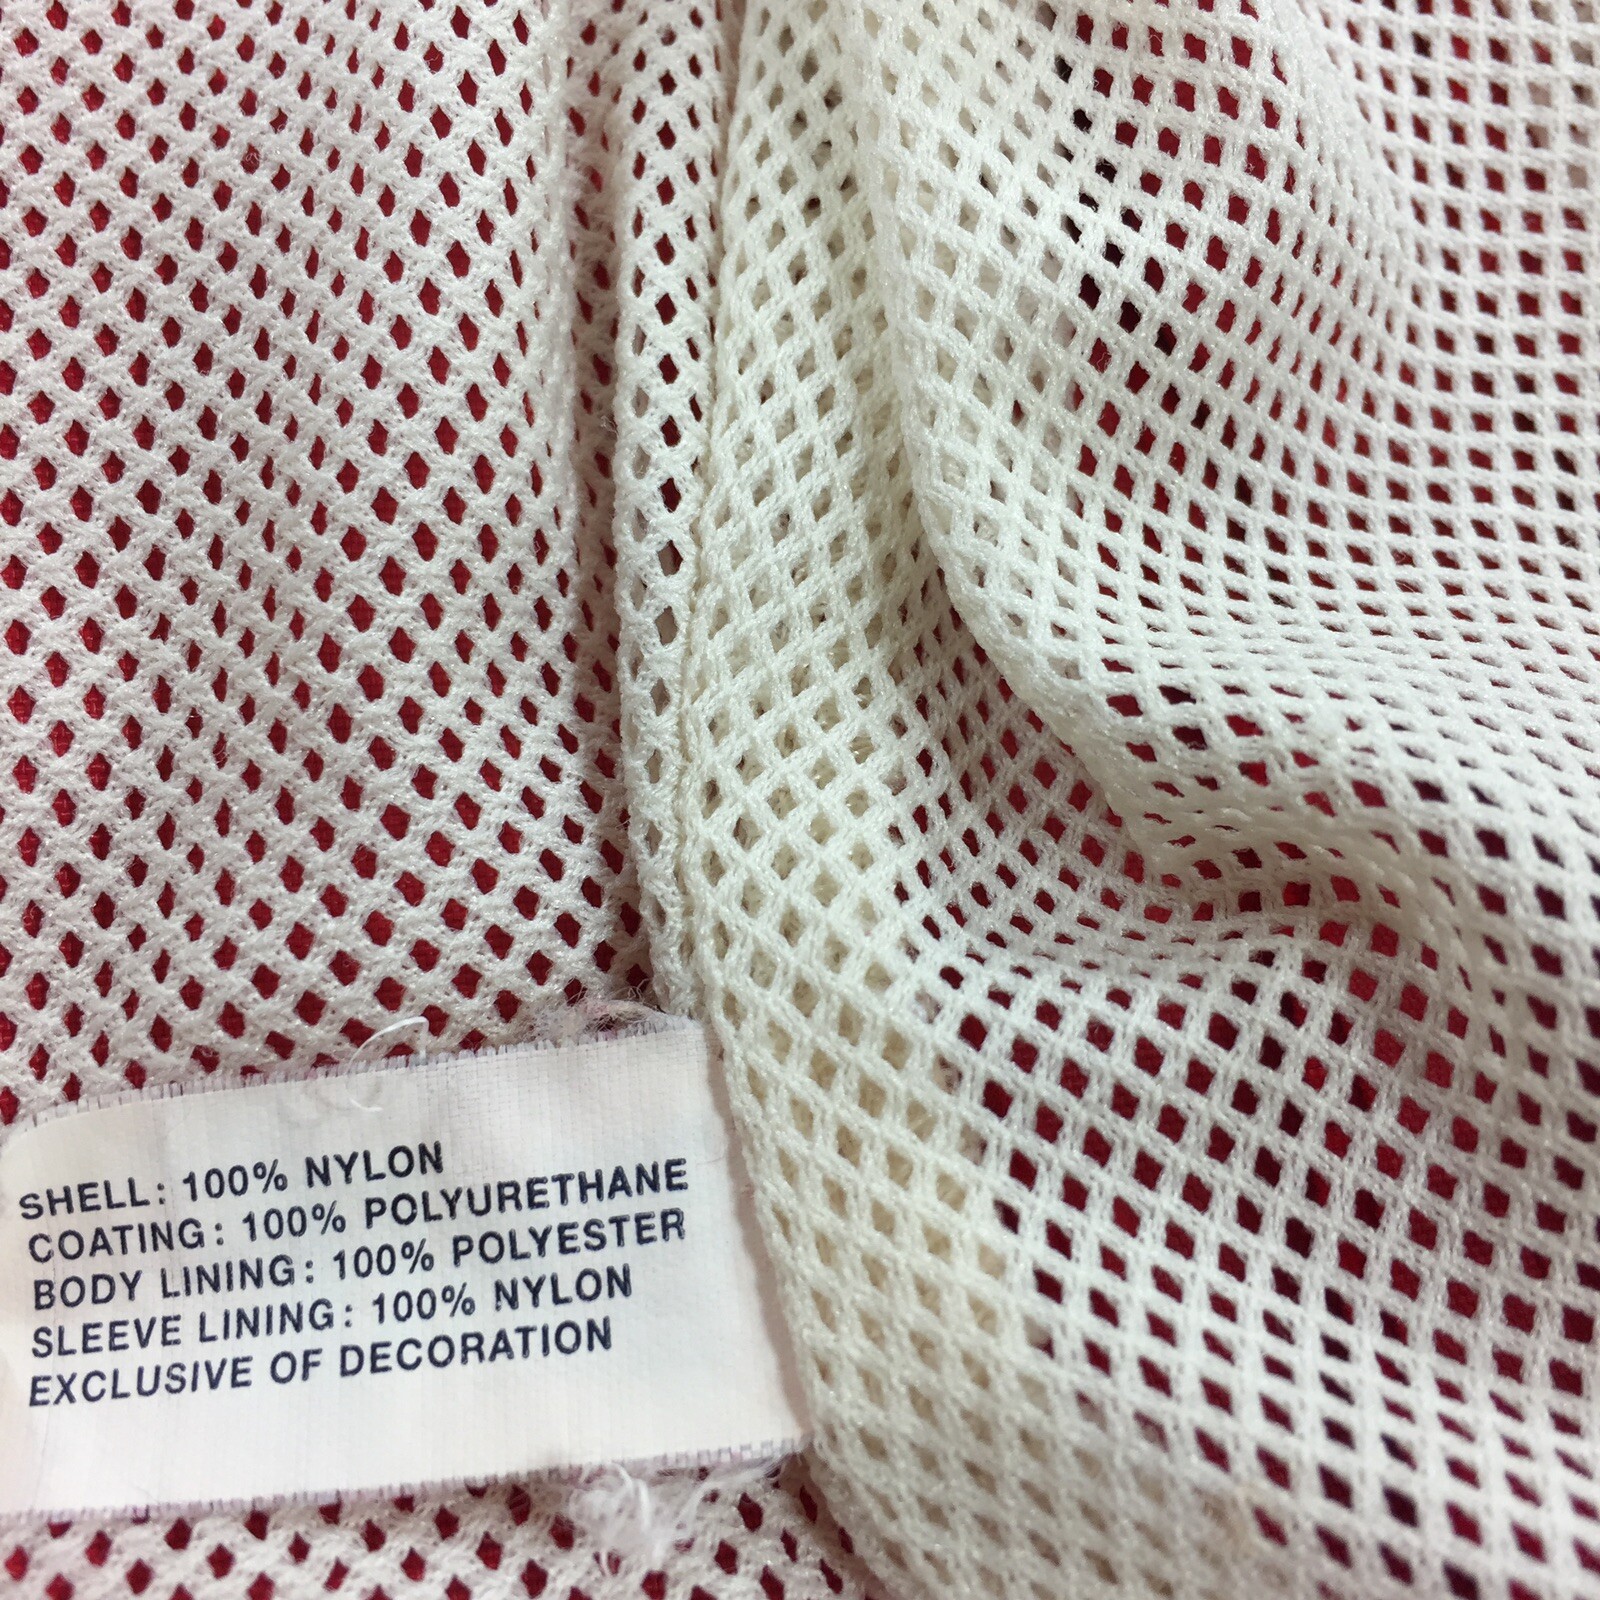 SHELL: 100% NYLON
COATING: 100% POLYURETHANE
BODY LINING: 100% POLYESTER
SLEEVE LINING: 100% NYLON
EXCLUSIVE OF DECORATION